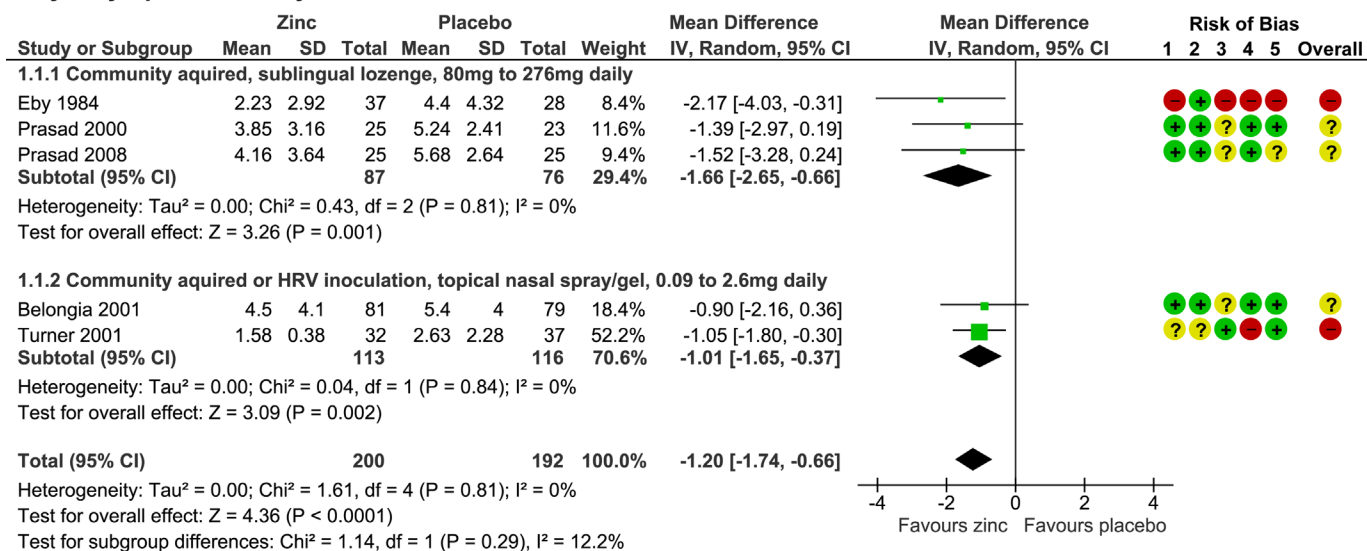 Zinc Placebo Mean Difference Mean Difference Risk of Bias
Study or Subgroup Mean SD Total Mean SD Total Weight IV, Random, 95% CI IV, Random, 95% CI 1 2 3 4 5 Overall
1.1.1 Community aquired, sublingual lozenge, 80mg to 276mg daily
Eby 1984 2.23 2.92 37 4.4 4.32 28 8.4% -2.17 [-4.03, -0.31] - + - - - -
Prasad 2000 3.85 3.16 25 5.24 2.41 23 11.6% -1.39 [-2.97, 0.19] + + ? + + ?
Prasad 2008 4.16 3.64 25 5.68 2.64 25 9.4% -1.52 [-3.28, 0.24] + + ? + ? ?
Subtotal (95% CI) 87 76 29.4% -1.66 [-2.65, -0.66]
Heterogeneity: Tau² = 0.00; Chi² = 0.43, df = 2 (P = 0.81); I² = 0%
Test for overall effect: Z = 3.26 (P = 0.001)
1.1.2 Community aquired or HRV inoculation, topical nasal spray/gel, 0.09 to 2.6mg daily
Belongia 2001 4.5 4.1 81 5.4 4 79 18.4% -0.90 [-2.16, 0.36] + + ? + + ?
Turner 2001 1.58 0.38 32 2.63 2.28 37 52.2% -1.05 [-1.80, -0.30] ? ? + - + -
Subtotal (95% CI) 113 116 70.6% -1.01 [-1.65, -0.37]
Heterogeneity: Tau² = 0.00; Chi² = 0.04, df = 1 (P = 0.84); I² = 0%
Test for overall effect: Z = 3.09 (P = 0.002)
Total (95% CI) 200 192 100.0% -1.20 [-1.74, -0.66]
Heterogeneity: Tau² = 0.00; Chi² = 1.61, df = 4 (P = 0.81); I² = 0%
Test for overall effect: Z = 4.36 (P < 0.0001)
Test for subgroup differences: Chi² = 1.14, df = 1 (P = 0.29), I² = 12.2%
-4 -2 0 2 4
Favours zinc Favours placebo